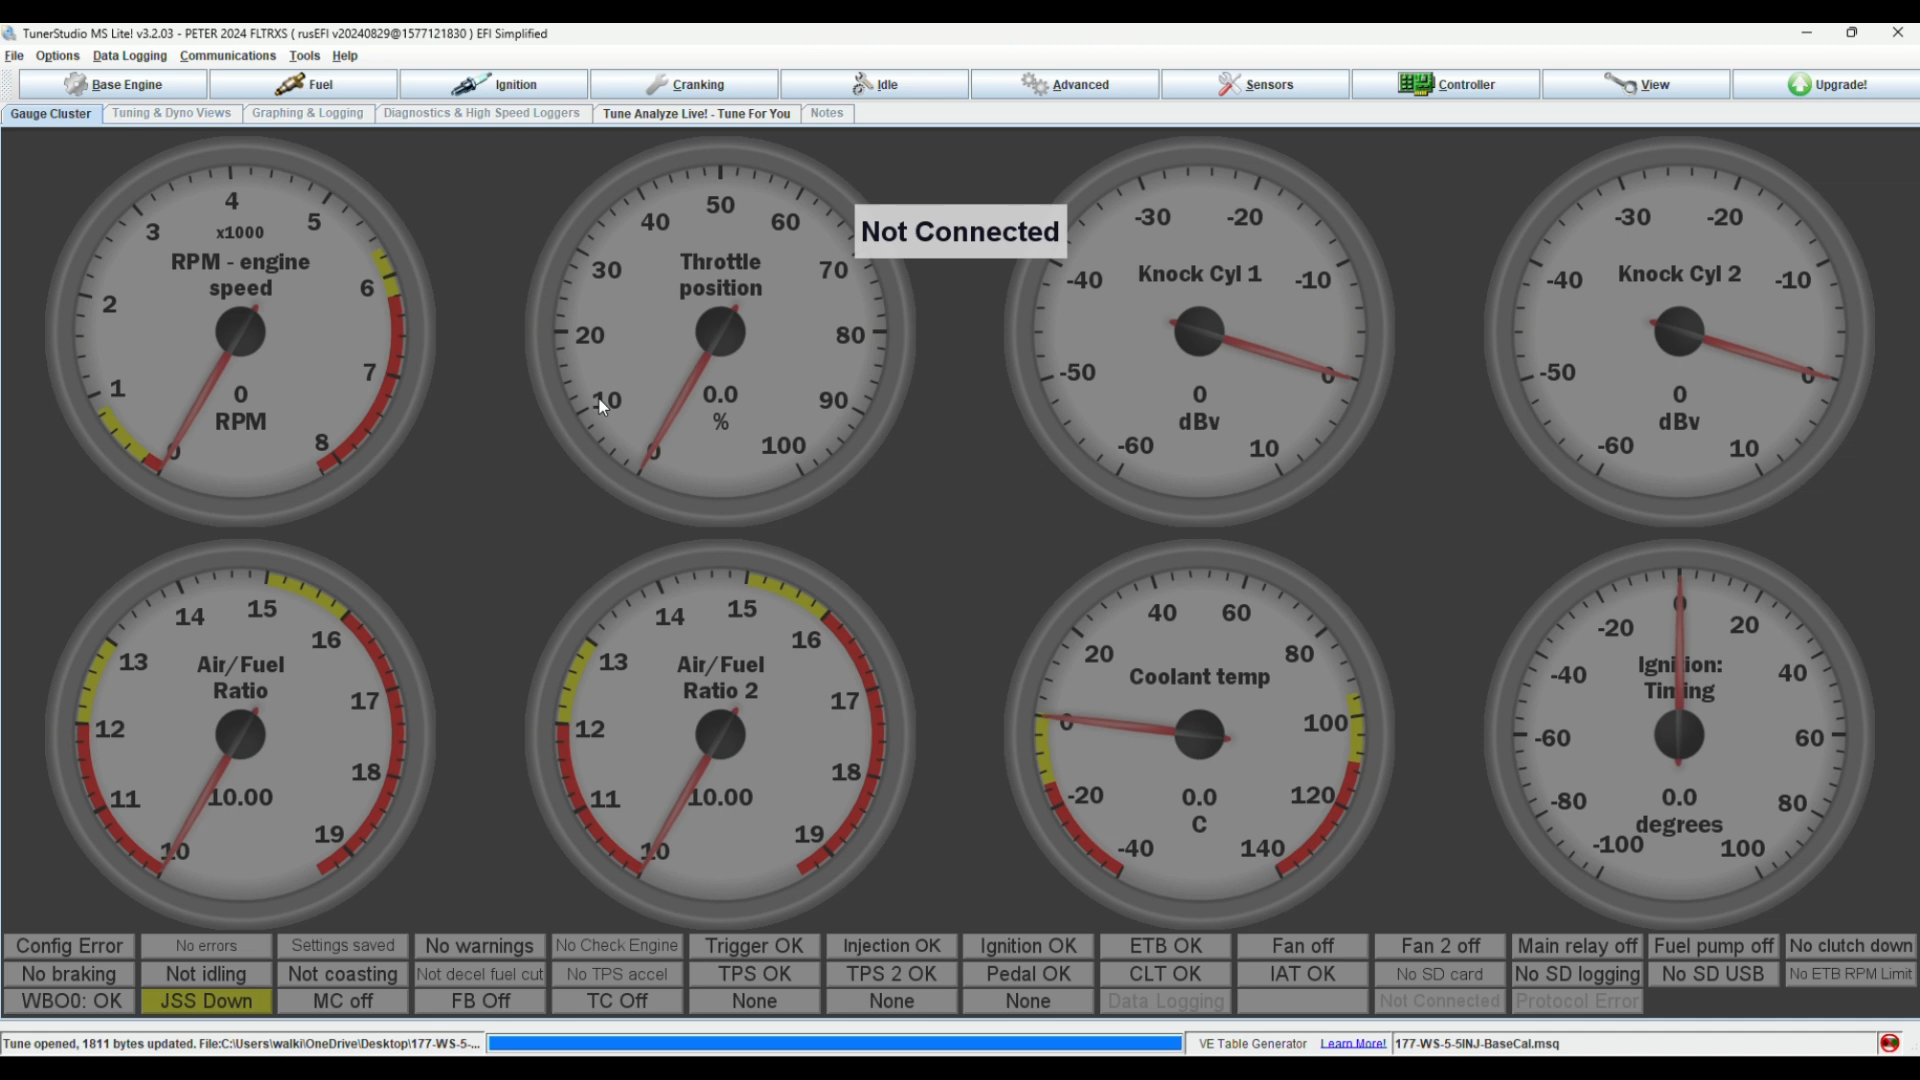 TunerStudio MS Lite! v3.2.03 - PETER 2024 FLTRXS ( rusEFI v20240829@1577121830 ) EFI Simplified
File Options Data Logging Communications Tools Help
Base Engine Fuel Ignition Cranking Idle Advanced Sensors Controller View Upgrade!
Gauge Cluster Tuning & Dyno Views Graphing & Logging Diagnostics & High Speed Loggers Tune Analyze Live! - Tune For You Notes
Not Connected
0 1 2 3 4 5 6 7 8
x1000
RPM - engine
speed
0
RPM
0 10 20 30 40 50 60 70 80 90 100
Throttle
position
0.0
%
-60 -50 -40 -30 -20 -10 0 10
Knock Cyl 1
0
dBv
-60 -50 -40 -30 -20 -10 0 10
Knock Cyl 2
0
dBv
10 11 12 13 14 15 16 17 18 19
Air/Fuel
Ratio
10.00
10 11 12 13 14 15 16 17 18 19
Air/Fuel
Ratio 2
10.00
-40 -20 0 20 40 60 80 100 120 140
Coolant temp
0.0
C
-100 -80 -60 -40 -20 0 20 40 60 80 100
Ignition:
Timing
0.0
degrees
Config Error No errors Settings saved No warnings No Check Engine Trigger OK Injection OK Ignition OK ETB OK Fan off Fan 2 off Main relay off Fuel pump off No clutch down
No braking Not idling Not coasting Not decel fuel cut No TPS accel TPS OK TPS 2 OK Pedal OK CLT OK IAT OK No SD card No SD logging No SD USB No ETB RPM Limit
WBO0: OK JSS Down MC off FB Off TC Off None None None Data Logging Not Connected Protocol Error
Tune opened, 1811 bytes updated. File:C:\Users\walki\OneDrive\Desktop\177-WS-5-... VE Table Generator Learn More! 177-WS-5-5INJ-BaseCal.msq